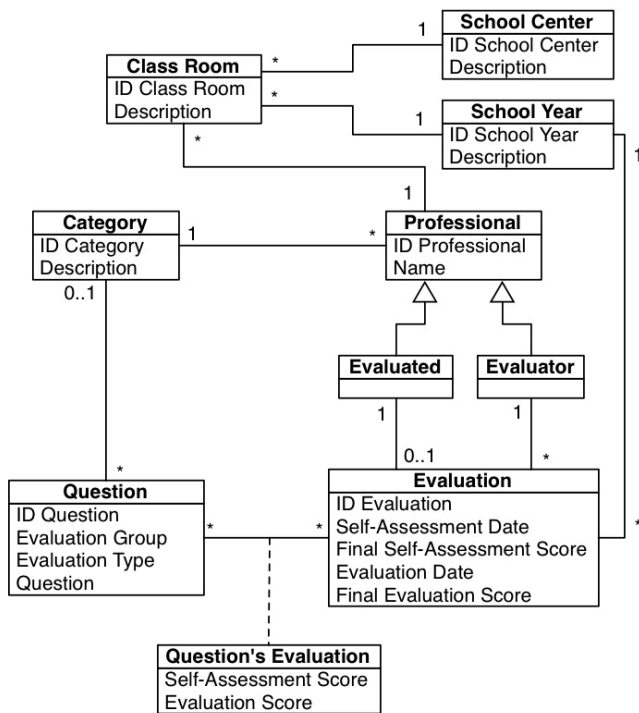 School Center
ID School Center
Description
1
*
Class Room
ID Class Room
Description
*
1
School Year
ID School Year
Description
1
*
1
Category
ID Category
Description
1
*
Professional
ID Professional
Name
0..1
Evaluated
Evaluator
1
1
0..1
*
*
Question
ID Question
Evaluation Group
Evaluation Type
Question
*
*
Evaluation
ID Evaluation
Self-Assessment Date
Final Self-Assessment Score
Evaluation Date
Final Evaluation Score
*
Question's Evaluation
Self-Assessment Score
Evaluation Score